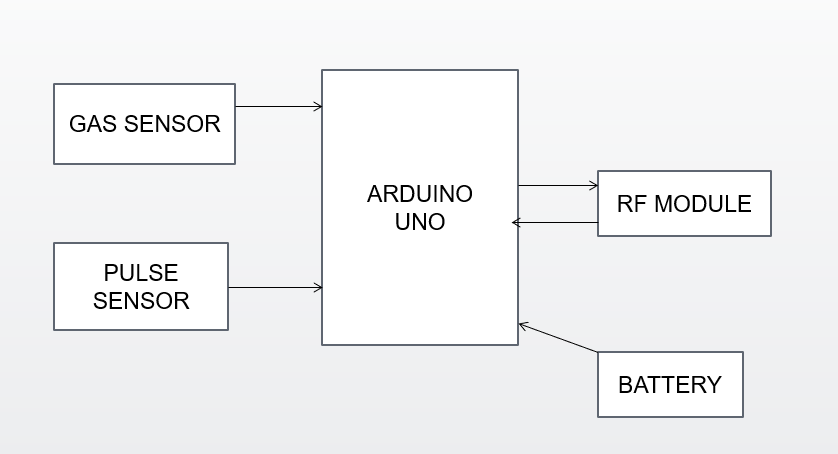 GAS SENSOR
ARDUINO
UNO
RF MODULE
PULSE
SENSOR
BATTERY